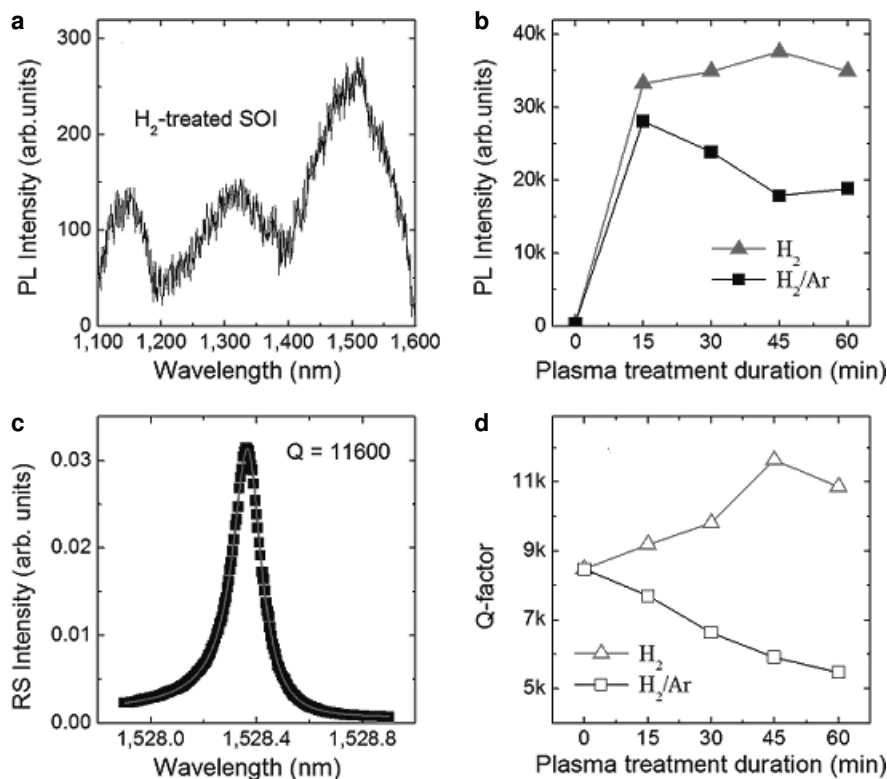 a
300
200
100
0
PL Intensity (arb.units)
H₂-treated SOI
1,100 1,200 1,300 1,400 1,500 1,600
Wavelength (nm)
b
40k
30k
20k
10k
0
PL Intensity (arb.units)
H₂
H₂/Ar
0 15 30 45 60
Plasma treatment duration (min)
c
0.03
0.02
0.01
0.00
RS Intensity (arb. units)
Q = 11600
1,528.0 1,528.4 1,528.8
Wavelength (nm)
d
11k
9k
7k
5k
Q-factor
H₂
H₂/Ar
0 15 30 45 60
Plasma treatment duration (min)